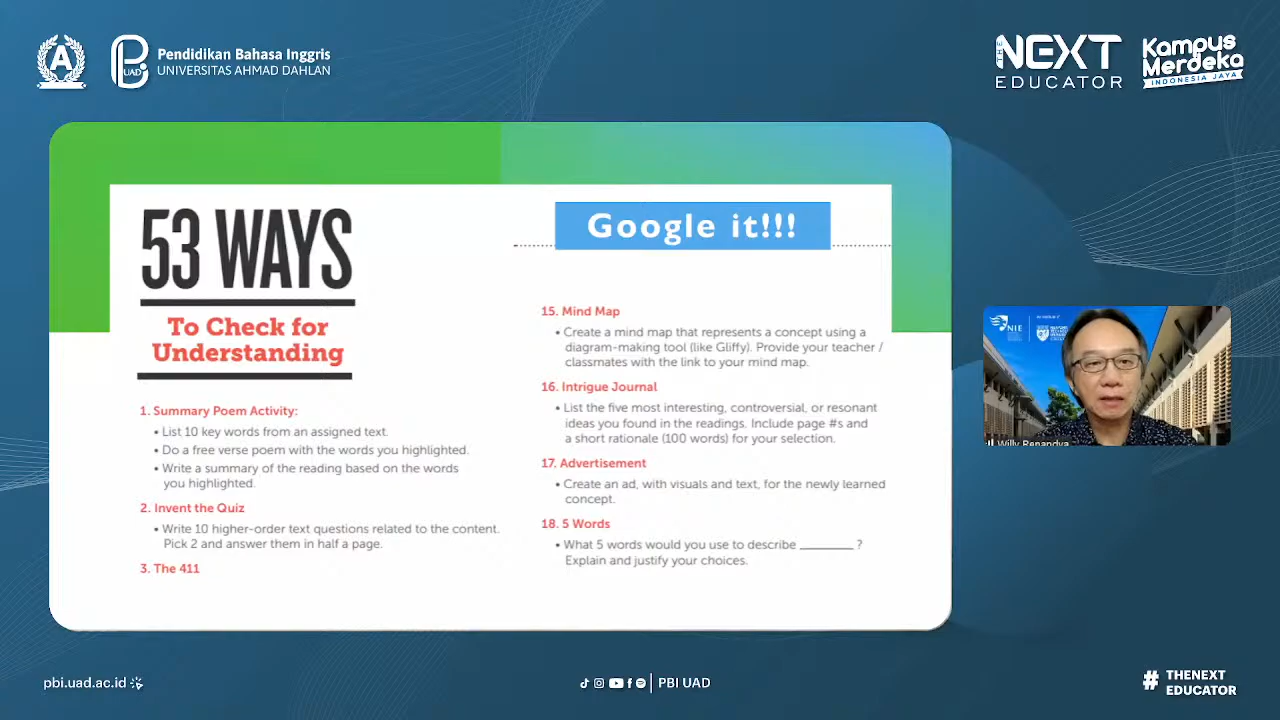 A
UAD
Pendidikan Bahasa Inggris
UNIVERSITAS AHMAD DAHLAN
THE NEXT
EDUCATOR
Kampus
Merdeka
INDONESIA JAYA
53 WAYS
To Check for
Understanding
1. Summary Poem Activity:
• List 10 key words from an assigned text.
• Do a free verse poem with the words you highlighted.
• Write a summary of the reading based on the words
you highlighted.
2. Invent the Quiz
• Write 10 higher-order text questions related to the content.
Pick 2 and answer them in half a page.
3. The 411
Google it!!!
15. Mind Map
• Create a mind map that represents a concept using a
diagram-making tool (like Gliffy). Provide your teacher /
classmates with the link to your mind map.
16. Intrigue Journal
• List the five most interesting, controversial, or resonant
ideas you found in the readings. Include page #s and
a short rationale (100 words) for your selection.
17. Advertisement
• Create an ad, with visuals and text, for the newly learned
concept.
18. 5 Words
• What 5 words would you use to describe ________ ?
Explain and justify your choices.
NIE
Willy Renandya
pbi.uad.ac.id
PBI UAD
# THENEXT
EDUCATOR